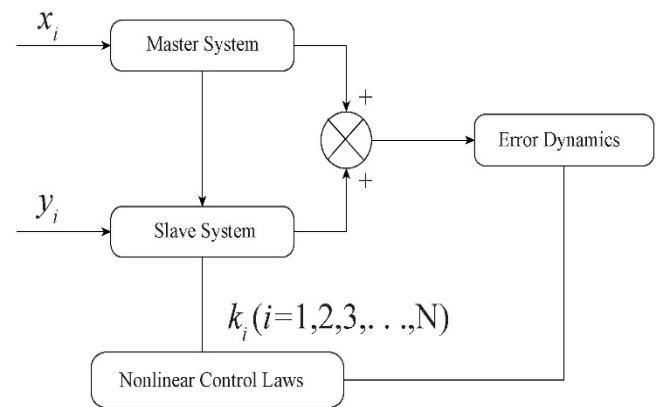 x_i
Master System
+
Error Dynamics
+
y_i
Slave System
k_i(i=1,2,3,. . .,N)
Nonlinear Control Laws